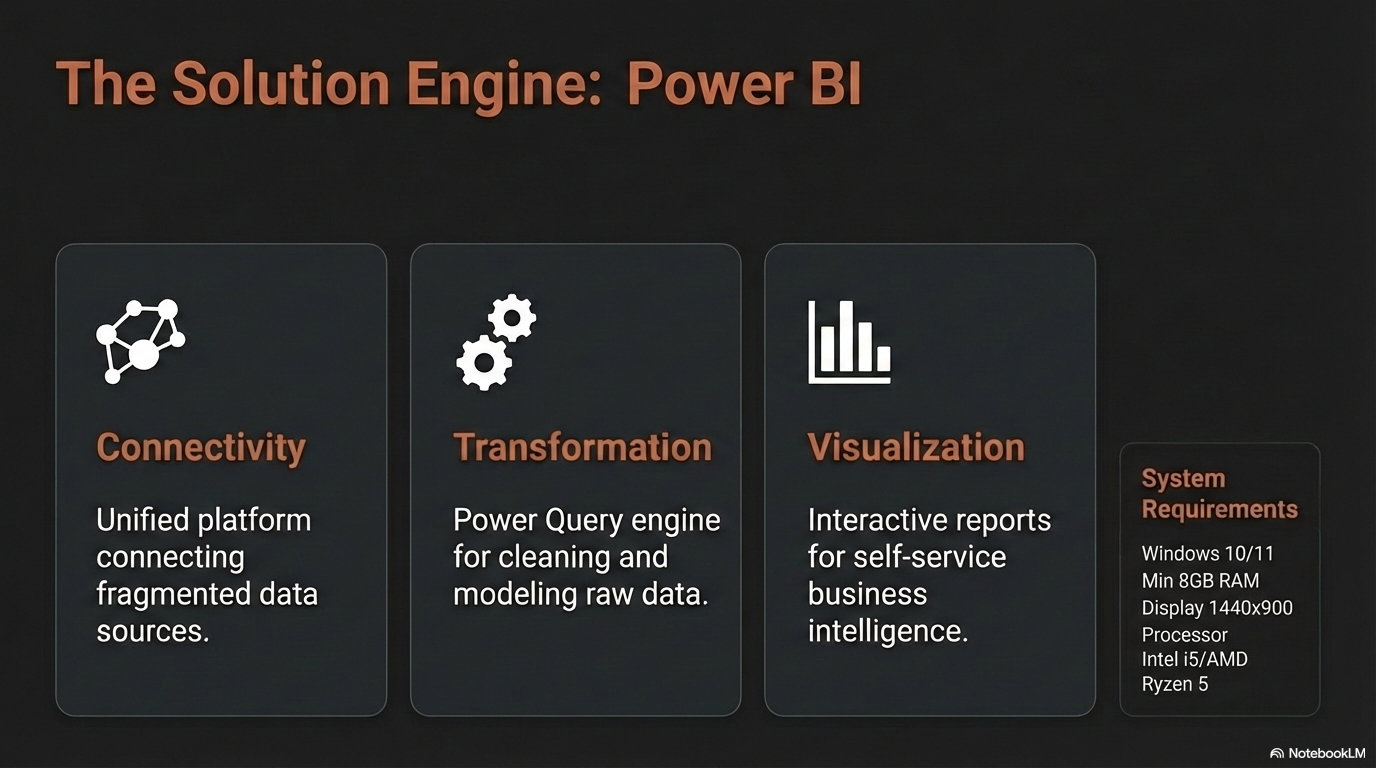 The Solution Engine: Power BI
Connectivity
Unified platform
connecting
fragmented data
sources.
Transformation
Power Query engine
for cleaning and
modeling raw data.
Visualization
Interactive reports
for self-service
business
intelligence.
System
Requirements
Windows 10/11
Min 8GB RAM
Display 1440x900
Processor
Intel i5/AMD
Ryzen 5
NotebookLM